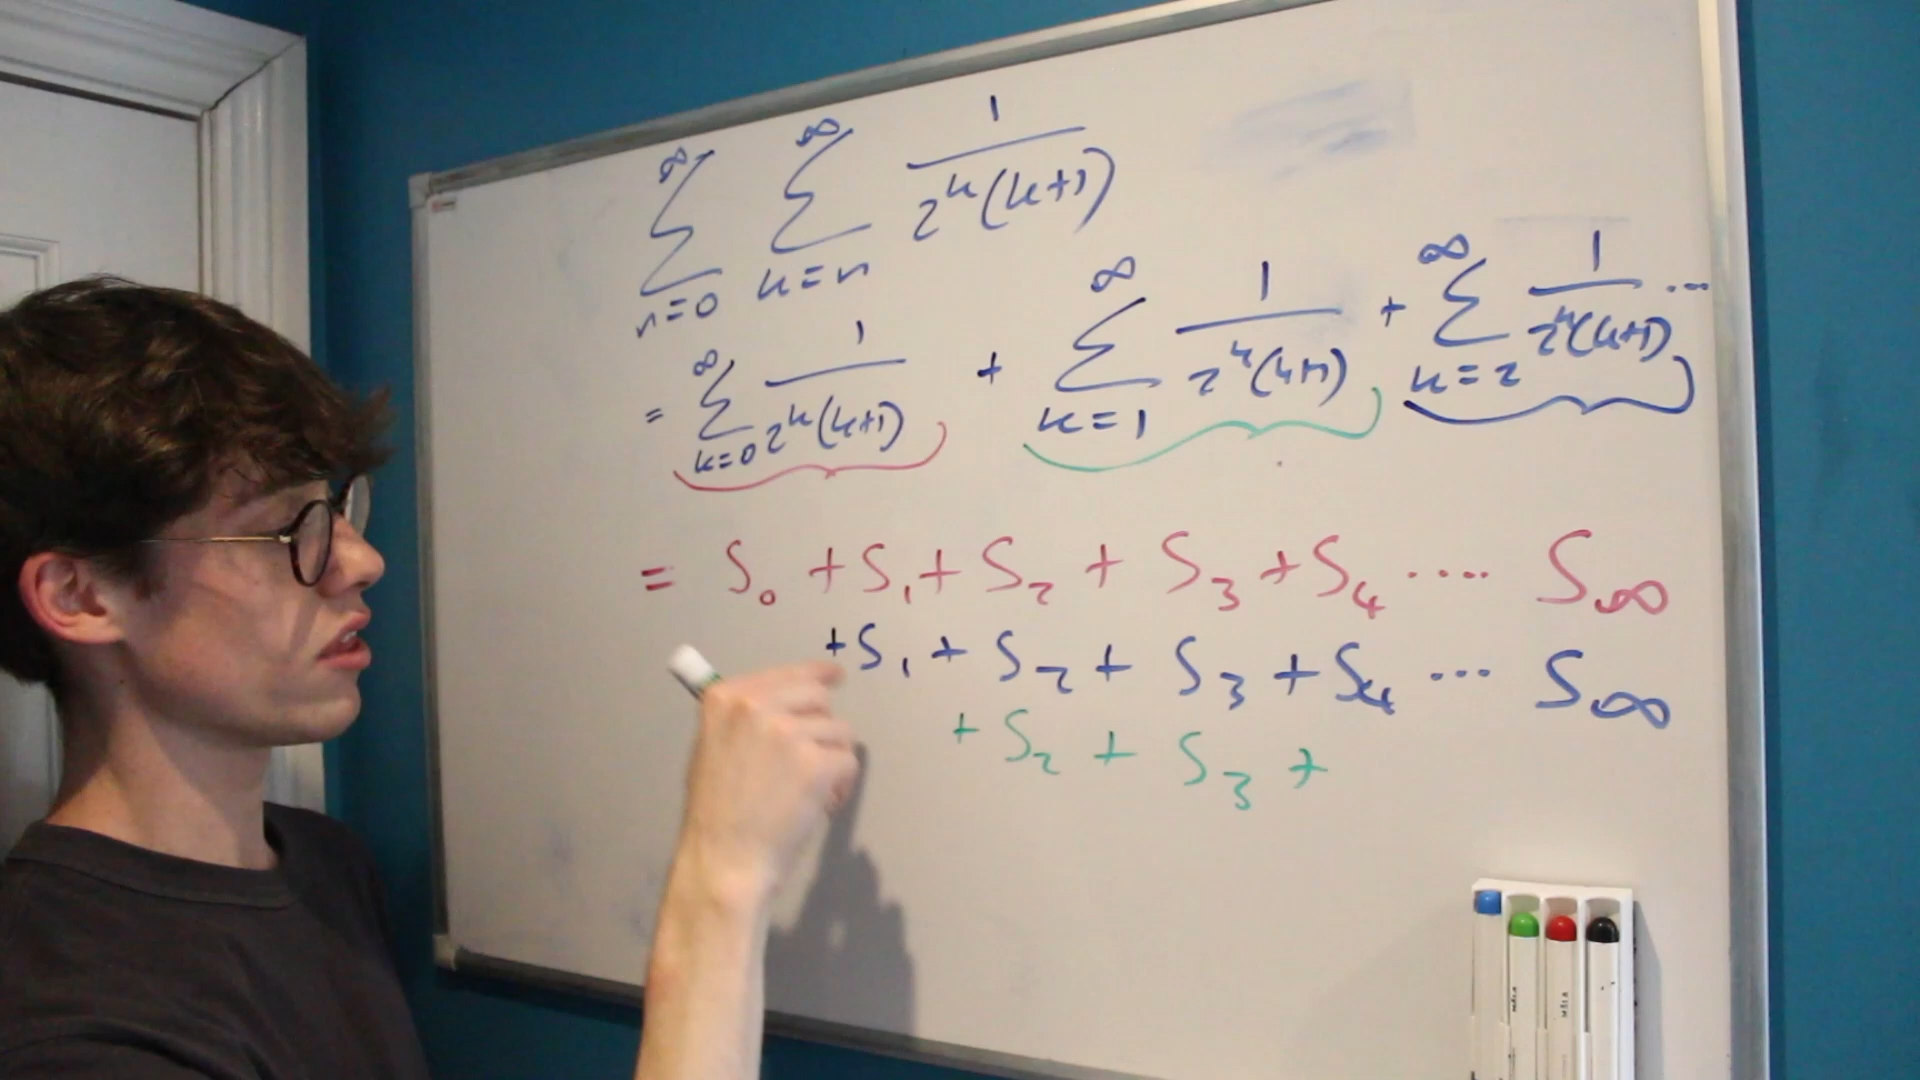 ∞ ∞ 1
∑ ∑ ─────
n=0 k=n 2^k(k+1)
= ∞∑k=0 1/2^k(k+1) + ∞∑k=1 1/2^k(k+1) + ∞∑k=2 1/2^k(k+1) ...
= S₀ + S₁ + S₂ + S₃ + S₄ .... S∞
+ S₁ + S₂ + S₃ + S₄ ... S∞
+ S₂ + S₃ +